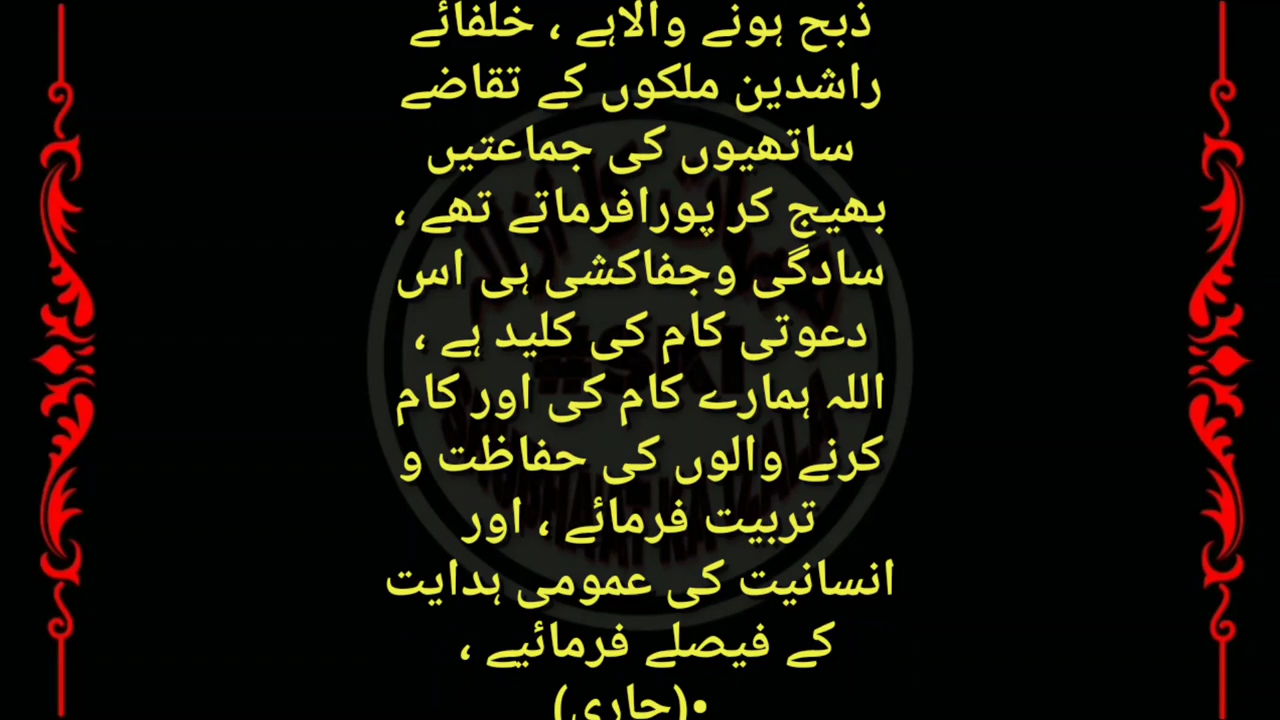 ذبح ہونے والاہے ، خلفائے
راشدین ملکوں کے تقاضے
ساتھیوں کی جماعتیں
بھیج کر پورافرماتے تھے ،
سادگی وجفاکشی ہی اس
دعوتی کام کی کلید ہے ،
اللہ ہمارے کام کی اور کام
کرنے والوں کی حفاظت و
تربیت فرمائے ، اور
انسانیت کی عمومی ہدایت
کے فیصلے فرمائیے ،
•(جاری)
#SKI